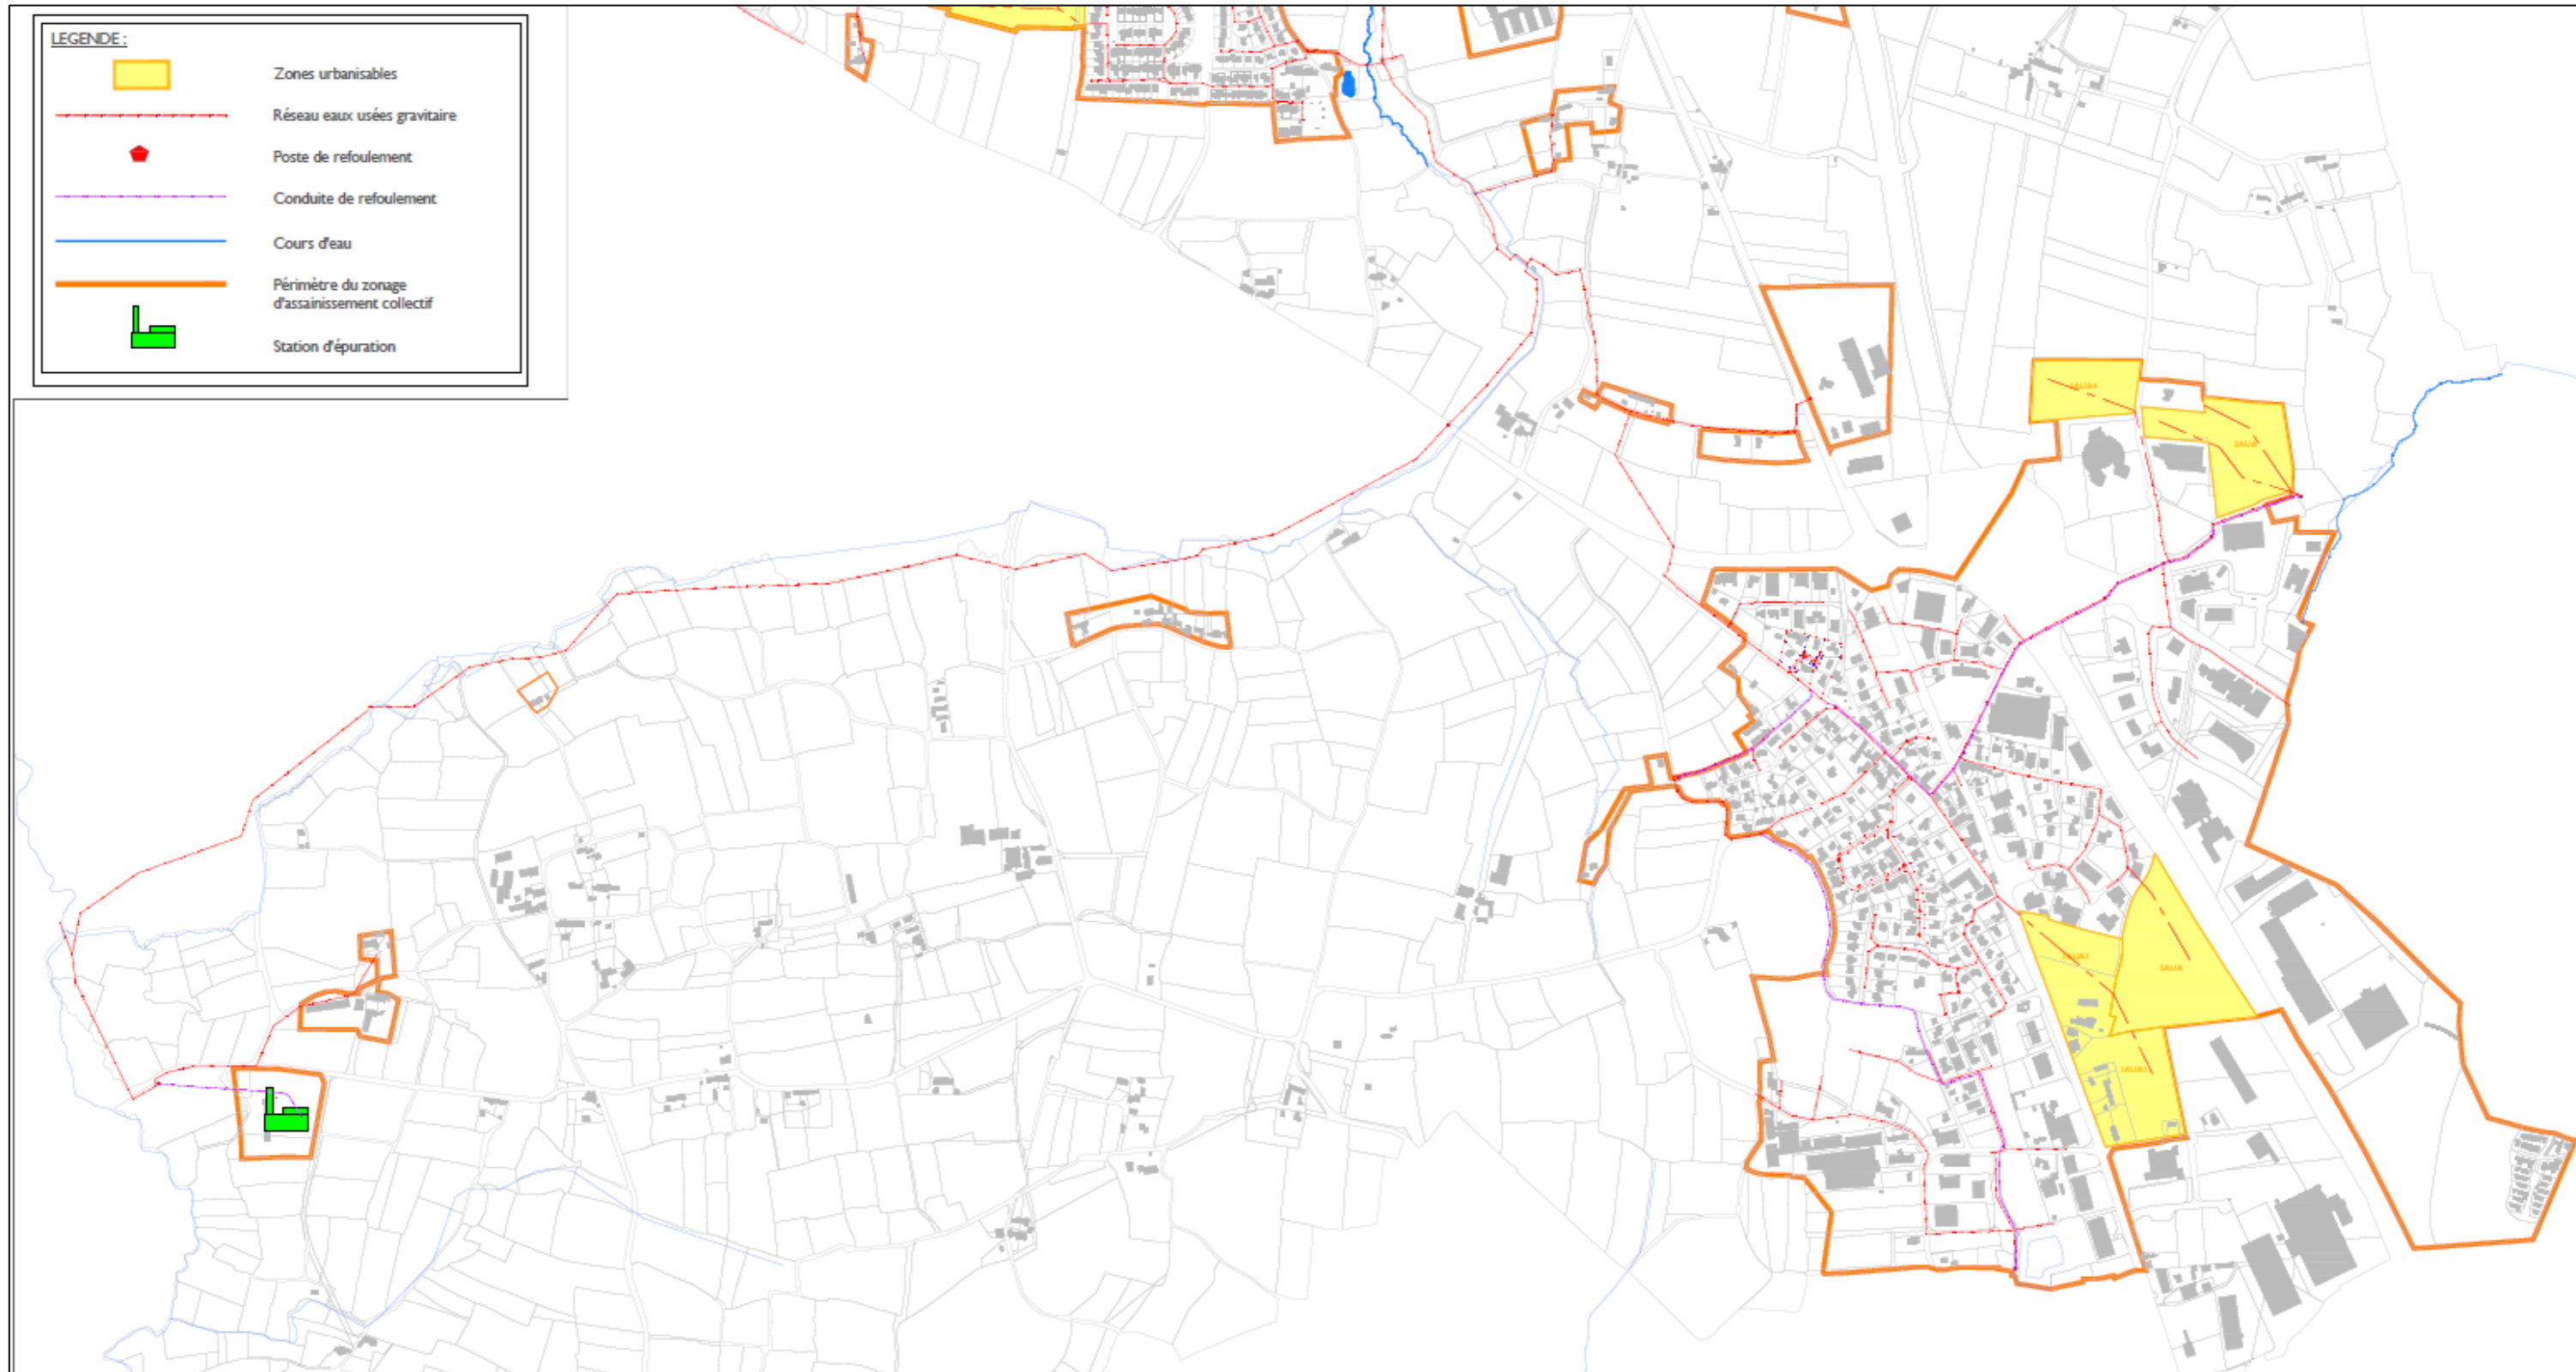 LEGENDE :
Zones urbanisables
Réseau eaux usées gravitaire
Poste de refoulement
Conduite de refoulement
Cours d'eau
Périmètre du zonage
d'assainissement collectif
Station d'épuration